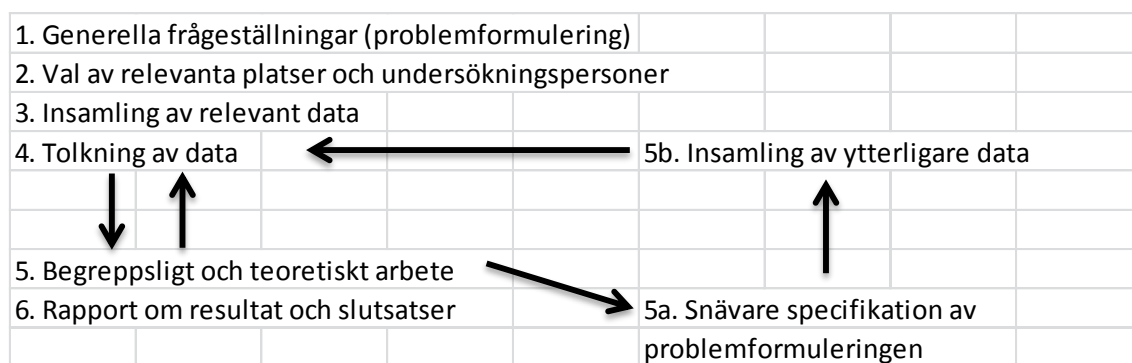 1. Generella frågeställningar (problemformulering)
2. Val av relevanta platser och undersökningspersoner
3. Insamling av relevant data
4. Tolkning av data
5b. Insamling av ytterligare data
5. Begreppsligt och teoretiskt arbete
6. Rapport om resultat och slutsatser
5a. Snävare specifikation av
problemformuleringen